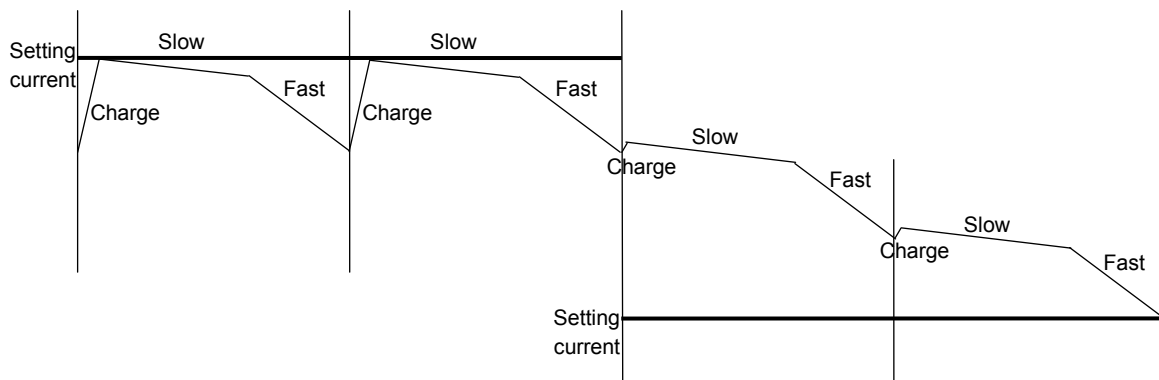 Slow
Slow
Setting
current
Fast
Fast
Charge
Charge
Slow
Charge
Fast
Slow
Charge
Fast
Setting
current